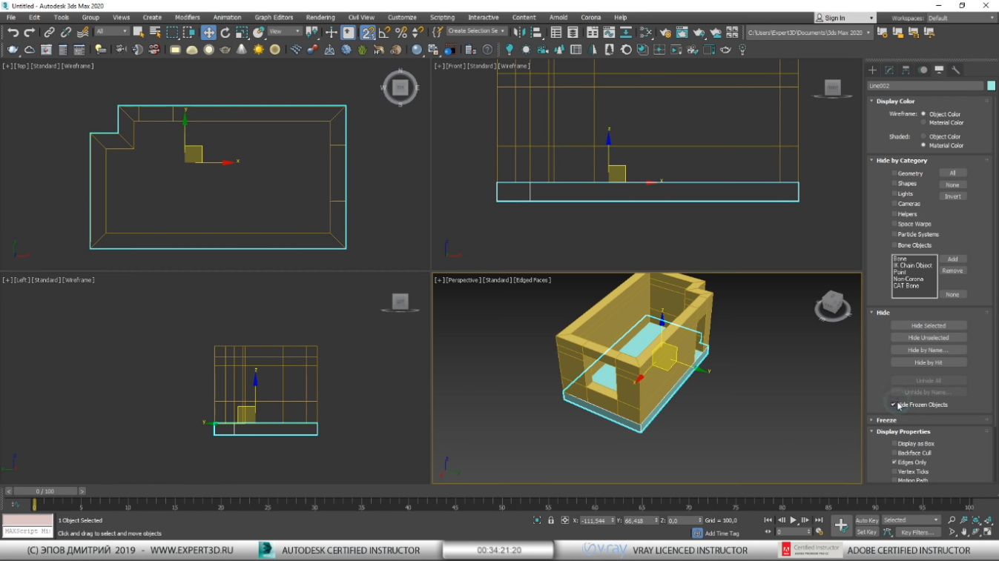 Untitled - Autodesk 3ds Max 2020
File Edit Tools Group Views Create Modifiers Animation Graph Editors Rendering Civil View Customize Scripting Interactive Content Arnold Corona Help
Sign In
Workspaces: Default
All
View
Create Selection Se
C:\Users\Expert3D\Documents\3ds Max 2020
[+] [Top] [Standard] [Wireframe]
[+] [Front] [Standard] [Wireframe]
[+] [Left] [Standard] [Wireframe]
[+] [Perspective] [Standard] [Edged Faces]
Line002
Display Color
Wireframe: Object Color
Material Color
Shaded: Object Color
Material Color
Hide by Category
Geometry All
Shapes None
Lights Invert
Cameras
Helpers
Space Warps
Particle Systems
Bone Objects
Bone Add
IK Chain Object
Point Remove
Non-Corona
CAT Bone
None
Hide
Hide Selected
Hide Unselected
Hide by Name...
Hide by Hit
Unhide All
Unhide by Name...
ide Frozen Objects
Freeze
Display Properties
Display as Box
Backface Cull
Edges Only
Vertex Ticks
Motion Path
0 / 100
5 10 15 20 25 30 35 40 45 50 55 60 65 70 75 80 85 90 95 100
1 Object Selected
X: -111,544 Y: 66,418 Z: 0,0 Grid = 100,0
Auto Key Selected
MAXScript Mi
Click and drag to select and move objects
Add Time Tag
0
Set Key Key Filters...
(C) ЭПОВ ДМИТРИЙ 2019 - WWW.EXPERT3D.RU AUTODESK CERTIFIED INSTRUCTOR 00:34:21:20 v-ray VRAY LICENCED INSTRUCTOR Certified Instructor ADOBE CERTIFIED INSTRUCTOR